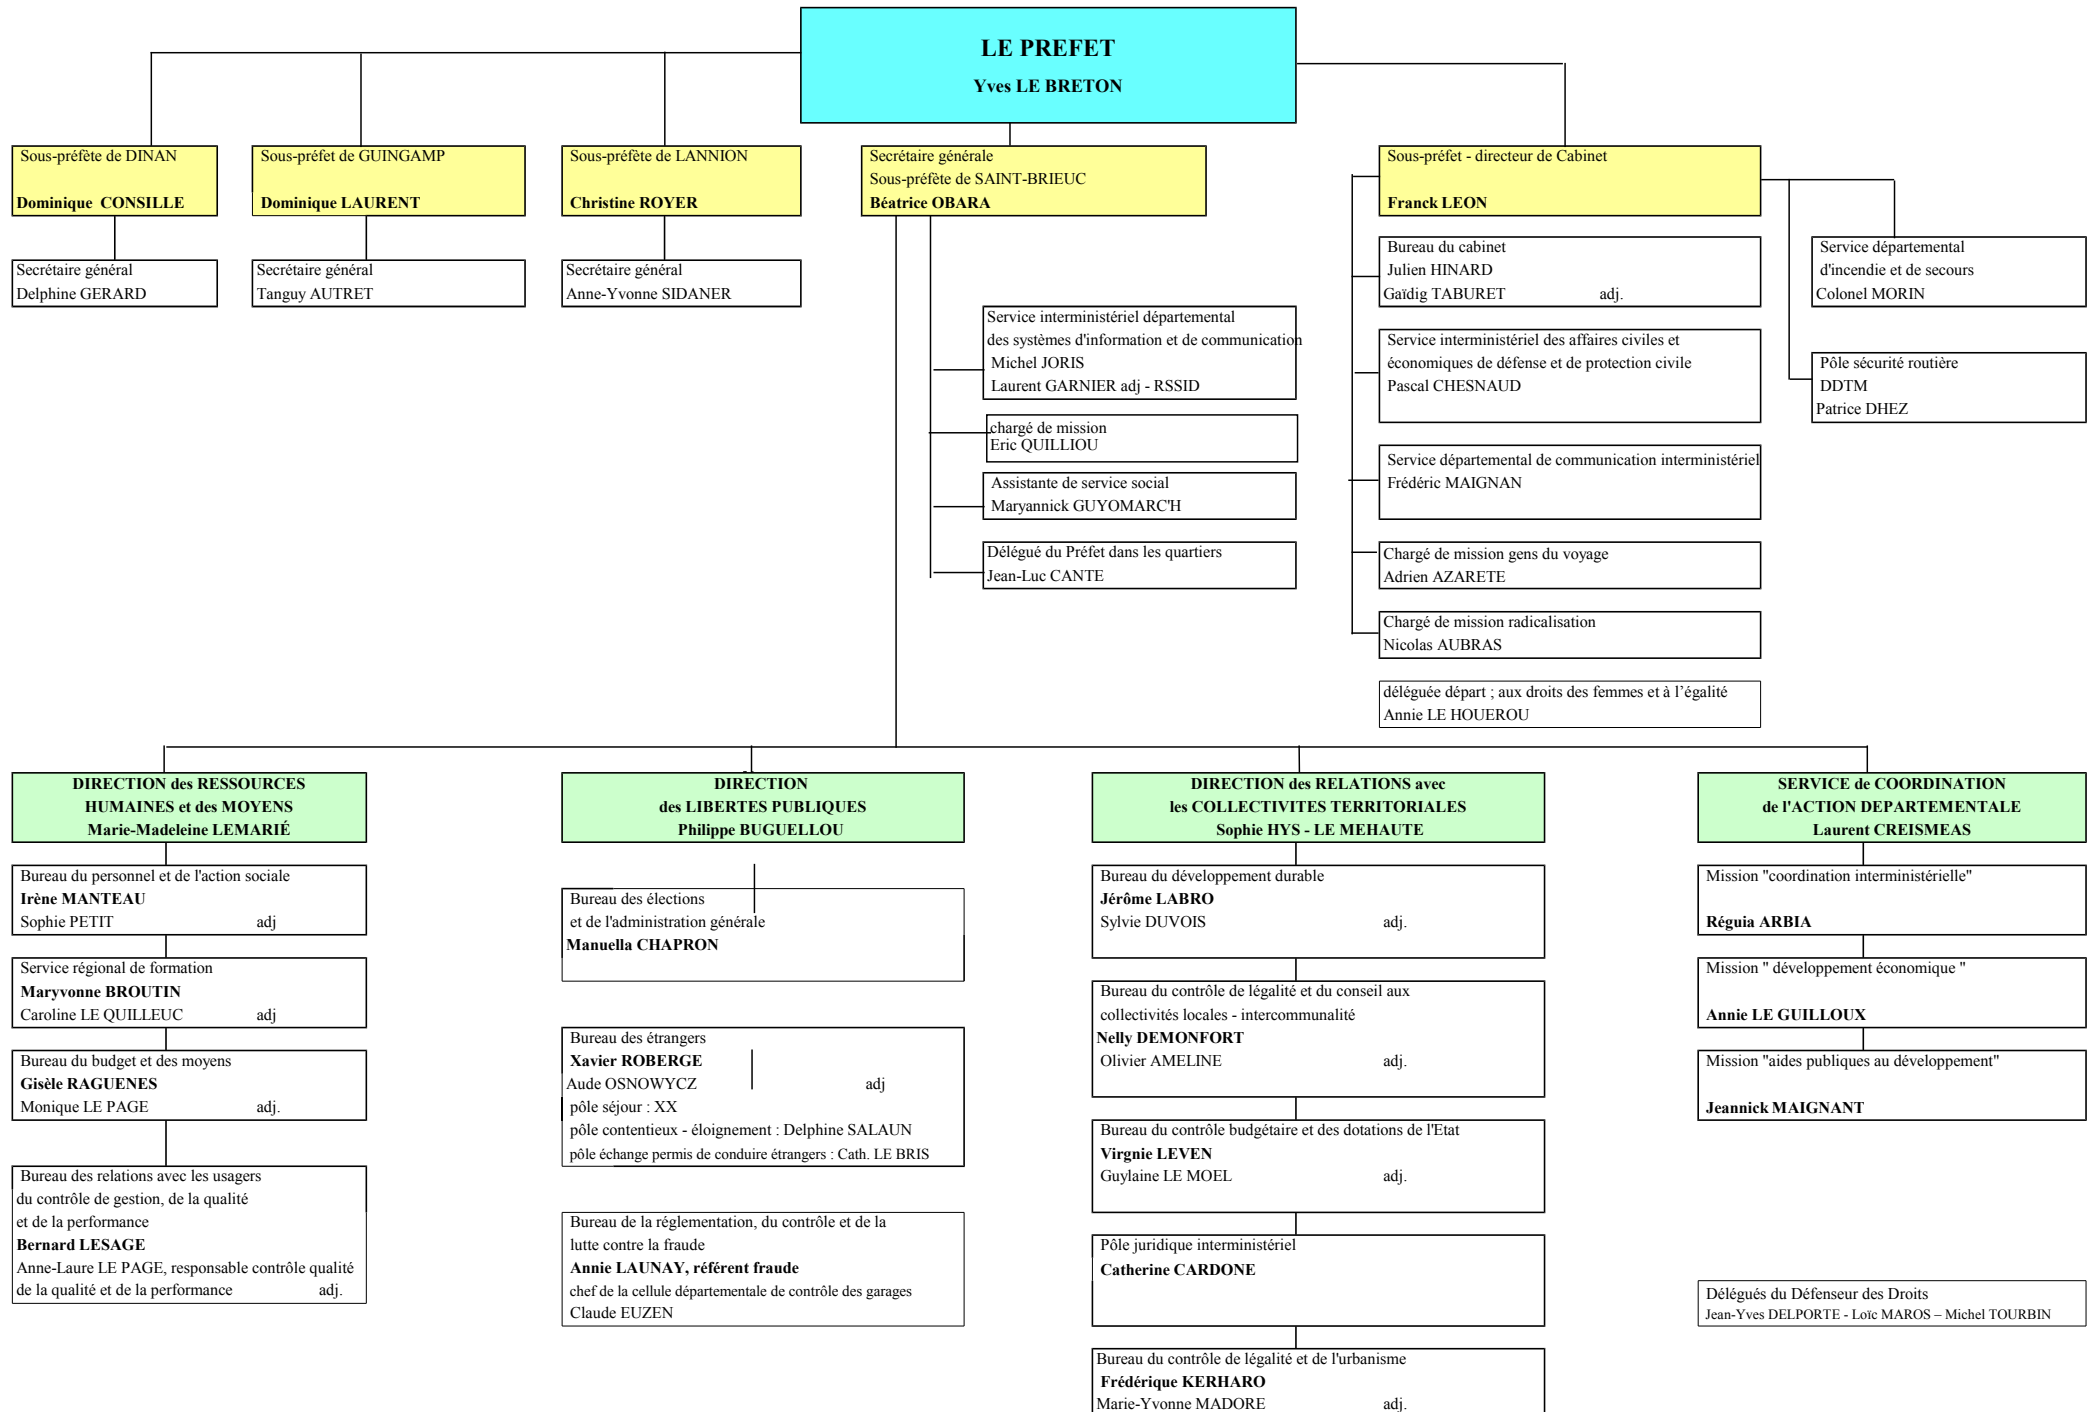 LE PREFET
Yves LE BRETON
Sous-préfète de DINAN
Dominique CONSILLE
Sous-préfet de GUINGAMP
Dominique LAURENT
Sous-préfète de LANNION
Christine ROYER
Secrétaire générale
Sous-préfète de SAINT-BRIEUC
Béatrice OBARA
Sous-préfet - directeur de Cabinet
Franck LEON
Secrétaire général
Delphine GERARD
Secrétaire général
Tanguy AUTRET
Secrétaire général
Anne-Yvonne SIDANER
Service interministériel départemental
des systèmes d'information et de communication
Michel JORIS
Laurent GARNIER adj - RSSID
chargé de mission
Eric QUILLIOU
Assistante de service social
Maryannick GUYOMARC'H
Délégué du Préfet dans les quartiers
Jean-Luc CANTE
Bureau du cabinet
Julien HINARD
Gaïdig TABURET adj.
Service interministériel des affaires civiles et
économiques de défense et de protection civile
Pascal CHESNAUD
Service départemental de communication interministériel
Frédéric MAIGNAN
Chargé de mission gens du voyage
Adrien AZARETE
Chargé de mission radicalisation
Nicolas AUBRAS
déléguée départ ; aux droits des femmes et à l’égalité
Annie LE HOUEROU
Service départemental
d'incendie et de secours
Colonel MORIN
Pôle sécurité routière
DDTM
Patrice DHEZ
DIRECTION des RESSOURCES
HUMAINES et des MOYENS
Marie-Madeleine LEMARIÉ
Bureau du personnel et de l'action sociale
Irène MANTEAU
Sophie PETIT adj
Service régional de formation
Maryvonne BROUTIN
Caroline LE QUILLEUC adj
Bureau du budget et des moyens
Gisèle RAGUENES
Monique LE PAGE adj.
Bureau des relations avec les usagers
du contrôle de gestion, de la qualité
et de la performance
Bernard LESAGE
Anne-Laure LE PAGE, responsable contrôle qualité
de la qualité et de la performance adj.
DIRECTION
des LIBERTES PUBLIQUES
Philippe BUGUELLOU
Bureau des élections
et de l'administration générale
Manuella CHAPRON
Bureau des étrangers
Xavier ROBERGE
Aude OSNOWYCZ adj
pôle séjour : XX
pôle contentieux - éloignement : Delphine SALAUN
pôle échange permis de conduire étrangers : Cath. LE BRIS
Bureau de la réglementation, du contrôle et de la
lutte contre la fraude
Annie LAUNAY, référent fraude
chef de la cellule départementale de contrôle des garages
Claude EUZEN
DIRECTION des RELATIONS avec
les COLLECTIVITES TERRITORIALES
Sophie HYS - LE MEHAUTE
Bureau du développement durable
Jérôme LABRO
Sylvie DUVOIS adj.
Bureau du contrôle de légalité et du conseil aux
collectivités locales - intercommunalité
Nelly DEMONFORT
Olivier AMELINE adj.
Bureau du contrôle budgétaire et des dotations de l'Etat
Virgnie LEVEN
Guylaine LE MOEL adj.
Pôle juridique interministériel
Catherine CARDONE
Bureau du contrôle de légalité et de l'urbanisme
Frédérique KERHARO
Marie-Yvonne MADORE adj.
SERVICE de COORDINATION
de l'ACTION DEPARTEMENTALE
Laurent CREISMEAS
Mission "coordination interministérielle"
Réguia ARBIA
Mission " développement économique "
Annie LE GUILLOUX
Mission "aides publiques au développement"
Jeannick MAIGNANT
Délégués du Défenseur des Droits
Jean-Yves DELPORTE - Loïc MAROS – Michel TOURBIN